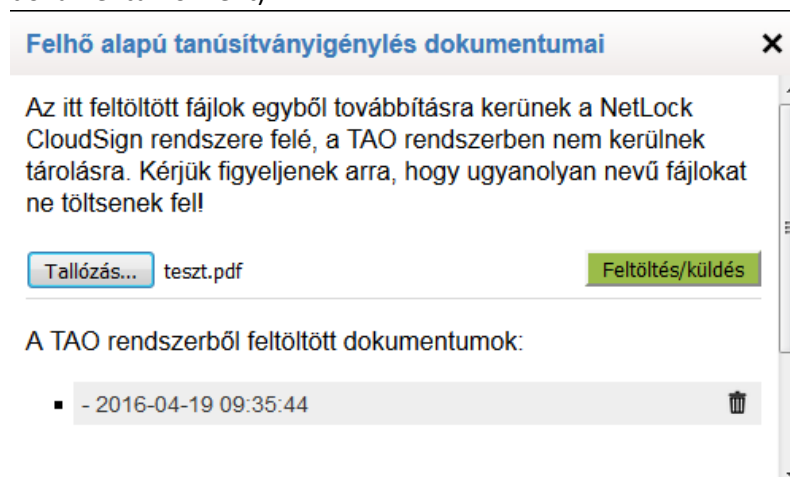 Felhő alapú tanúsítványigénylés dokumentumai
Az itt feltöltött fájlok egyből továbbításra kerünek a NetLock
CloudSign rendszere felé, a TAO rendszerben nem kerülnek
tárolásra. Kérjük figyeljenek arra, hogy ugyanolyan nevű fájlokat
ne töltsenek fel!
Tallózás... teszt.pdf Feltöltés/küldés
A TAO rendszerből feltöltött dokumentumok:
- 2016-04-19 09:35:44